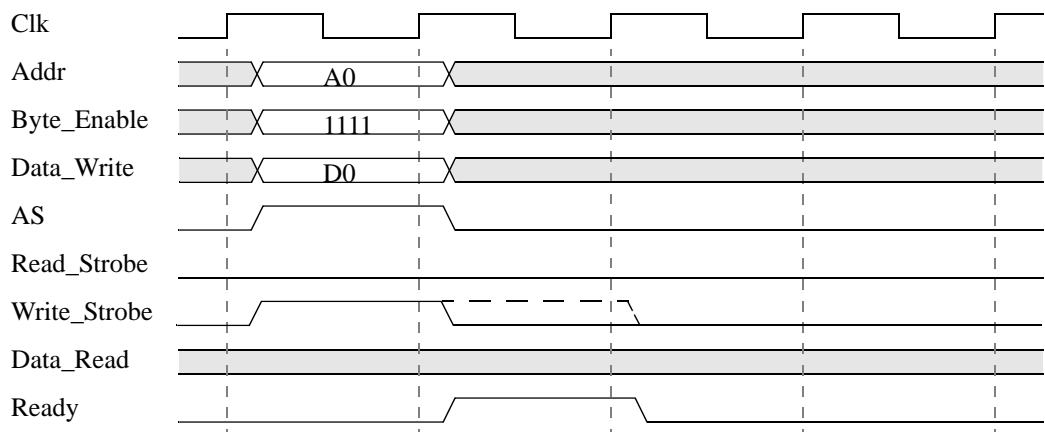 Clk
Addr A0
Byte_Enable 1111
Data_Write D0
AS
Read_Strobe
Write_Strobe
Data_Read
Ready